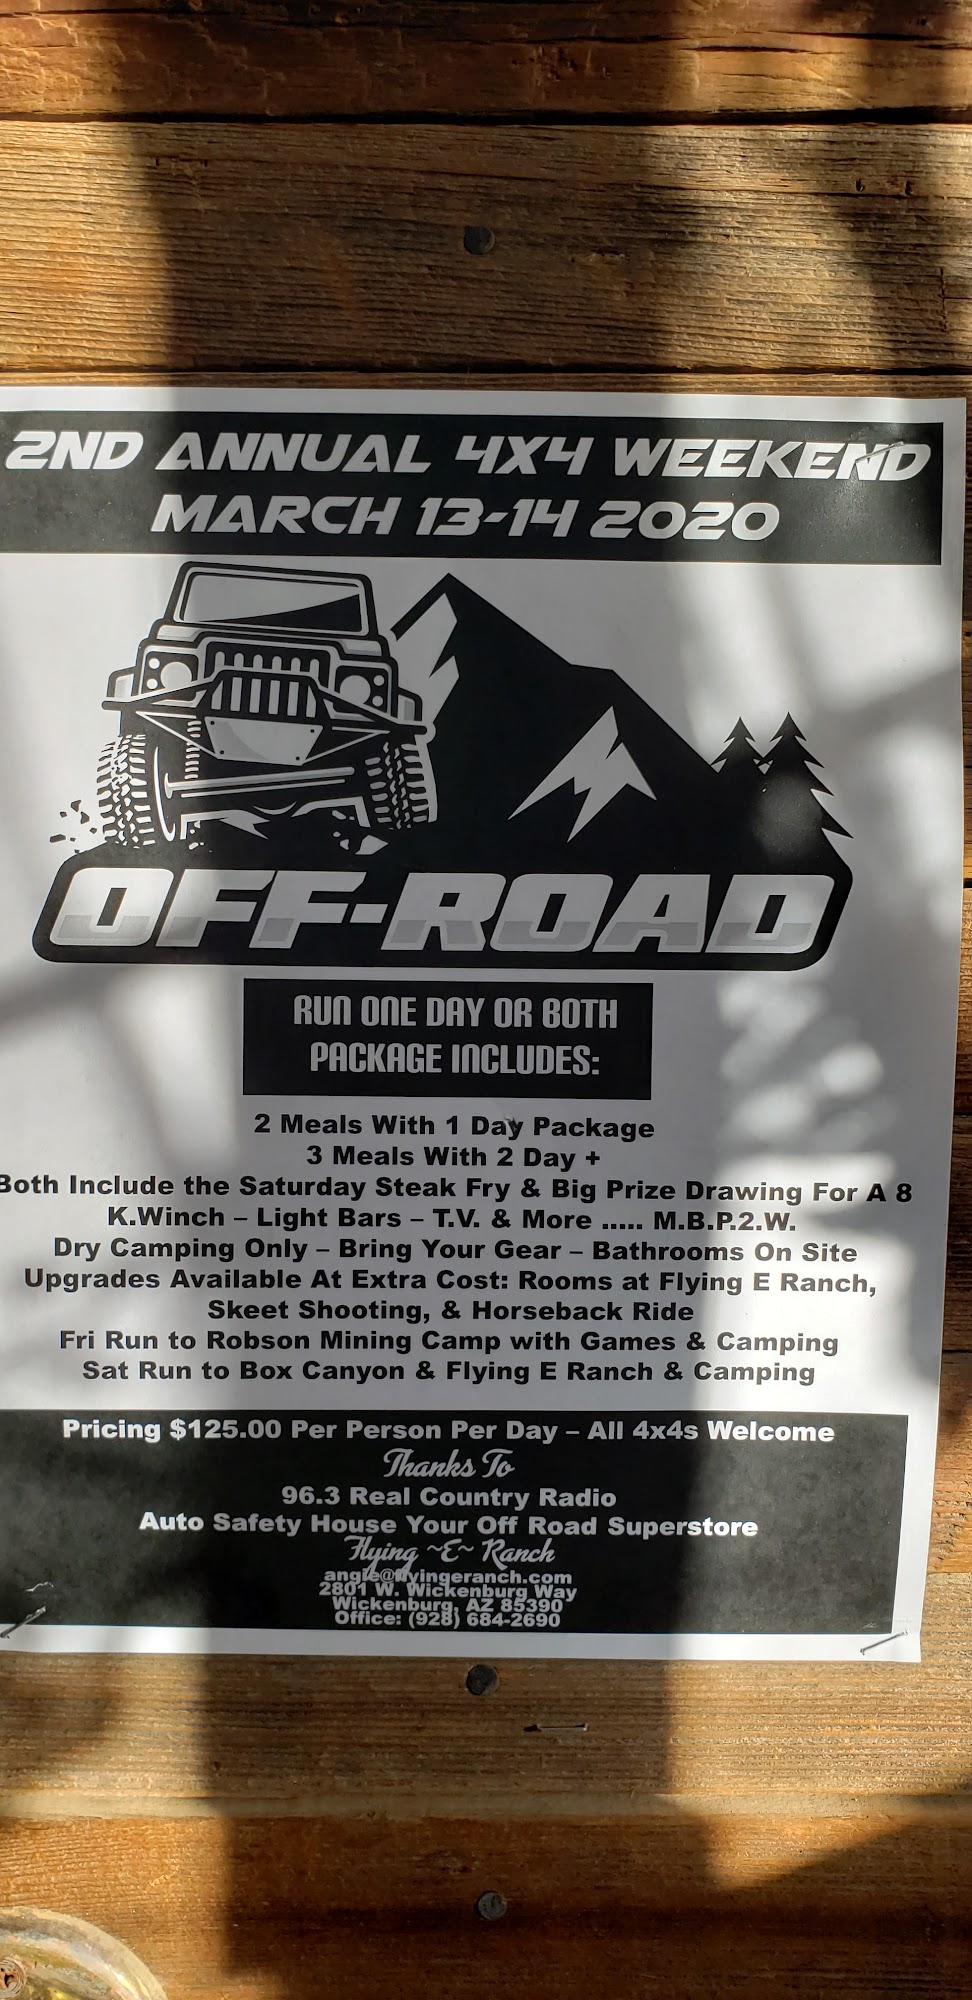 2ND ANNUAL 4X4 WEEKEND
MARCH 13-14 2020
OFF-ROAD
RUN ONE DAY OR BOTH
PACKAGE INCLUDES:
2 Meals With 1 Day Package
3 Meals With 2 Day +
Both Include the Saturday Steak Fry & Big Prize Drawing For A 8
K.Winch – Light Bars – T.V. & More ..... M.B.P.2.W.
Dry Camping Only – Bring Your Gear – Bathrooms On Site
Upgrades Available At Extra Cost: Rooms at Flying E Ranch,
Skeet Shooting, & Horseback Ride
Fri Run to Robson Mining Camp with Games & Camping
Sat Run to Box Canyon & Flying E Ranch & Camping
Pricing $125.00 Per Person Per Day – All 4x4s Welcome
Thanks To
96.3 Real Country Radio
Auto Safety House Your Off Road Superstore
Flying ~E~ Ranch
angie@flyingeranch.com
2801 W. Wickenburg Way
Wickenburg, AZ 85390
Office: (928) 684-2690